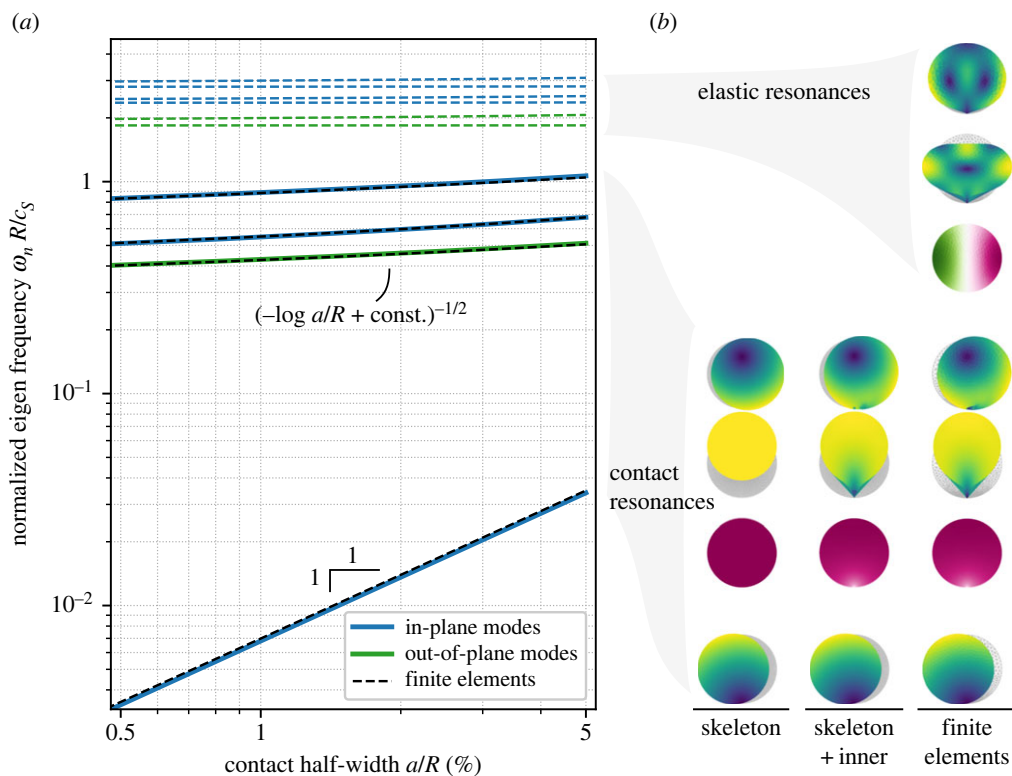 (a)
normalized eigen frequency ωn R/cS
1
10−1
10−2
(–log a/R + const.)−1/2
1
1
in-plane modes
out-of-plane modes
finite elements
0.5
1
5
contact half-width a/R (%)
(b)
elastic resonances
contact
resonances
skeleton
skeleton
+ inner
finite
elements